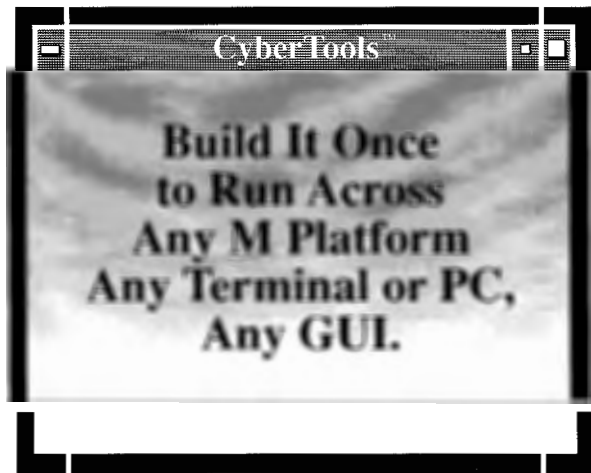 CyberTools™
Build It Once
to Run Across
Any M Platform
Any Terminal or PC,
Any GUI.